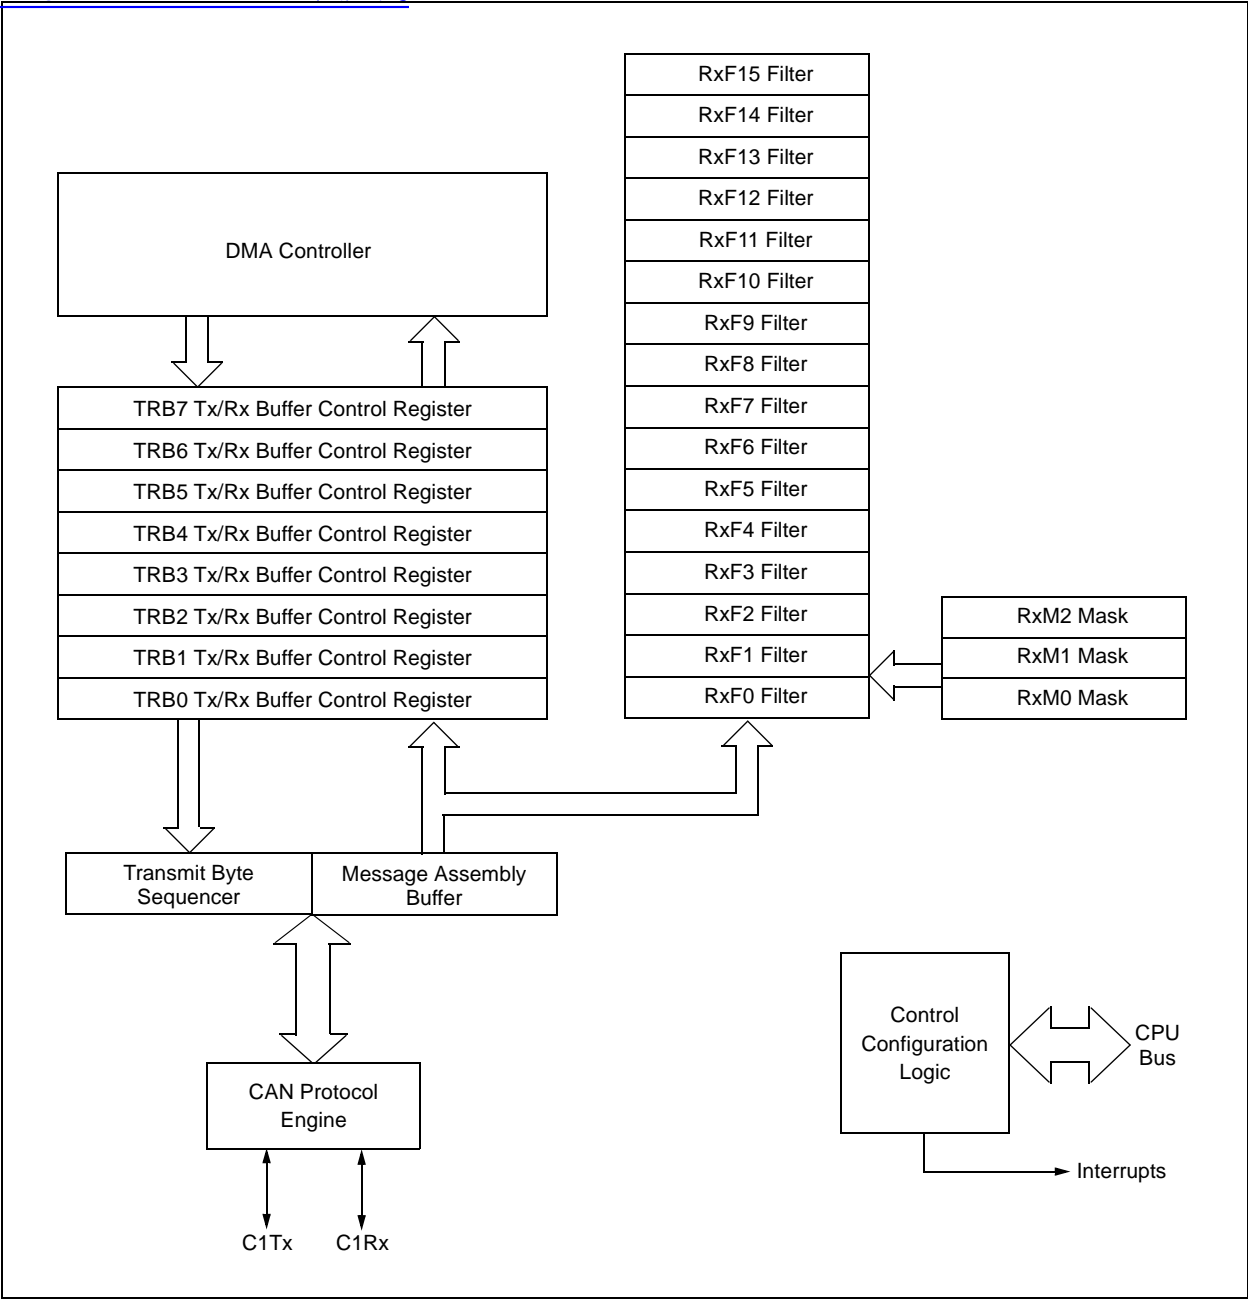 RxF15 Filter
RxF14 Filter
RxF13 Filter
RxF12 Filter
RxF11 Filter
RxF10 Filter
RxF9 Filter
RxF8 Filter
RxF7 Filter
RxF6 Filter
RxF5 Filter
RxF4 Filter
RxF3 Filter
RxF2 Filter
RxF1 Filter
RxF0 Filter
DMA Controller
TRB7 Tx/Rx Buffer Control Register
TRB6 Tx/Rx Buffer Control Register
TRB5 Tx/Rx Buffer Control Register
TRB4 Tx/Rx Buffer Control Register
TRB3 Tx/Rx Buffer Control Register
TRB2 Tx/Rx Buffer Control Register
TRB1 Tx/Rx Buffer Control Register
TRB0 Tx/Rx Buffer Control Register
RxM2 Mask
RxM1 Mask
RxM0 Mask
Transmit Byte
Sequencer
Message Assembly
Buffer
CAN Protocol
Engine
C1Tx
C1Rx
Control
Configuration
Logic
CPU
Bus
Interrupts